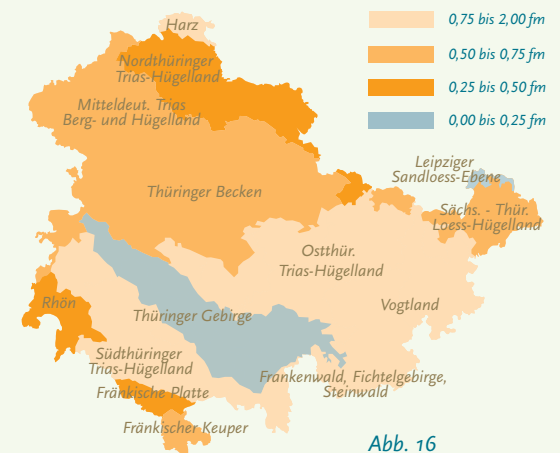 Harz
0,75 bis 2,00 fm
0,50 bis 0,75 fm
0,25 bis 0,50 fm
0,00 bis 0,25 fm
Nordthüringer
Trias-Hügelland
Mitteldeut. Trias
Berg- und Hügelland
Leipziger
Sandloess-Ebene
Thüringer Becken
Sächs. - Thür.
Loess-Hügelland
Ostthür.
Trias-Hügelland
Rhön
Vogtland
Thüringer Gebirge
Südthüringer
Trias-Hügelland
Frankenwald, Fichtelgebirge,
Steinwald
Fränkische Platte
Fränkischer Keuper
Abb. 16